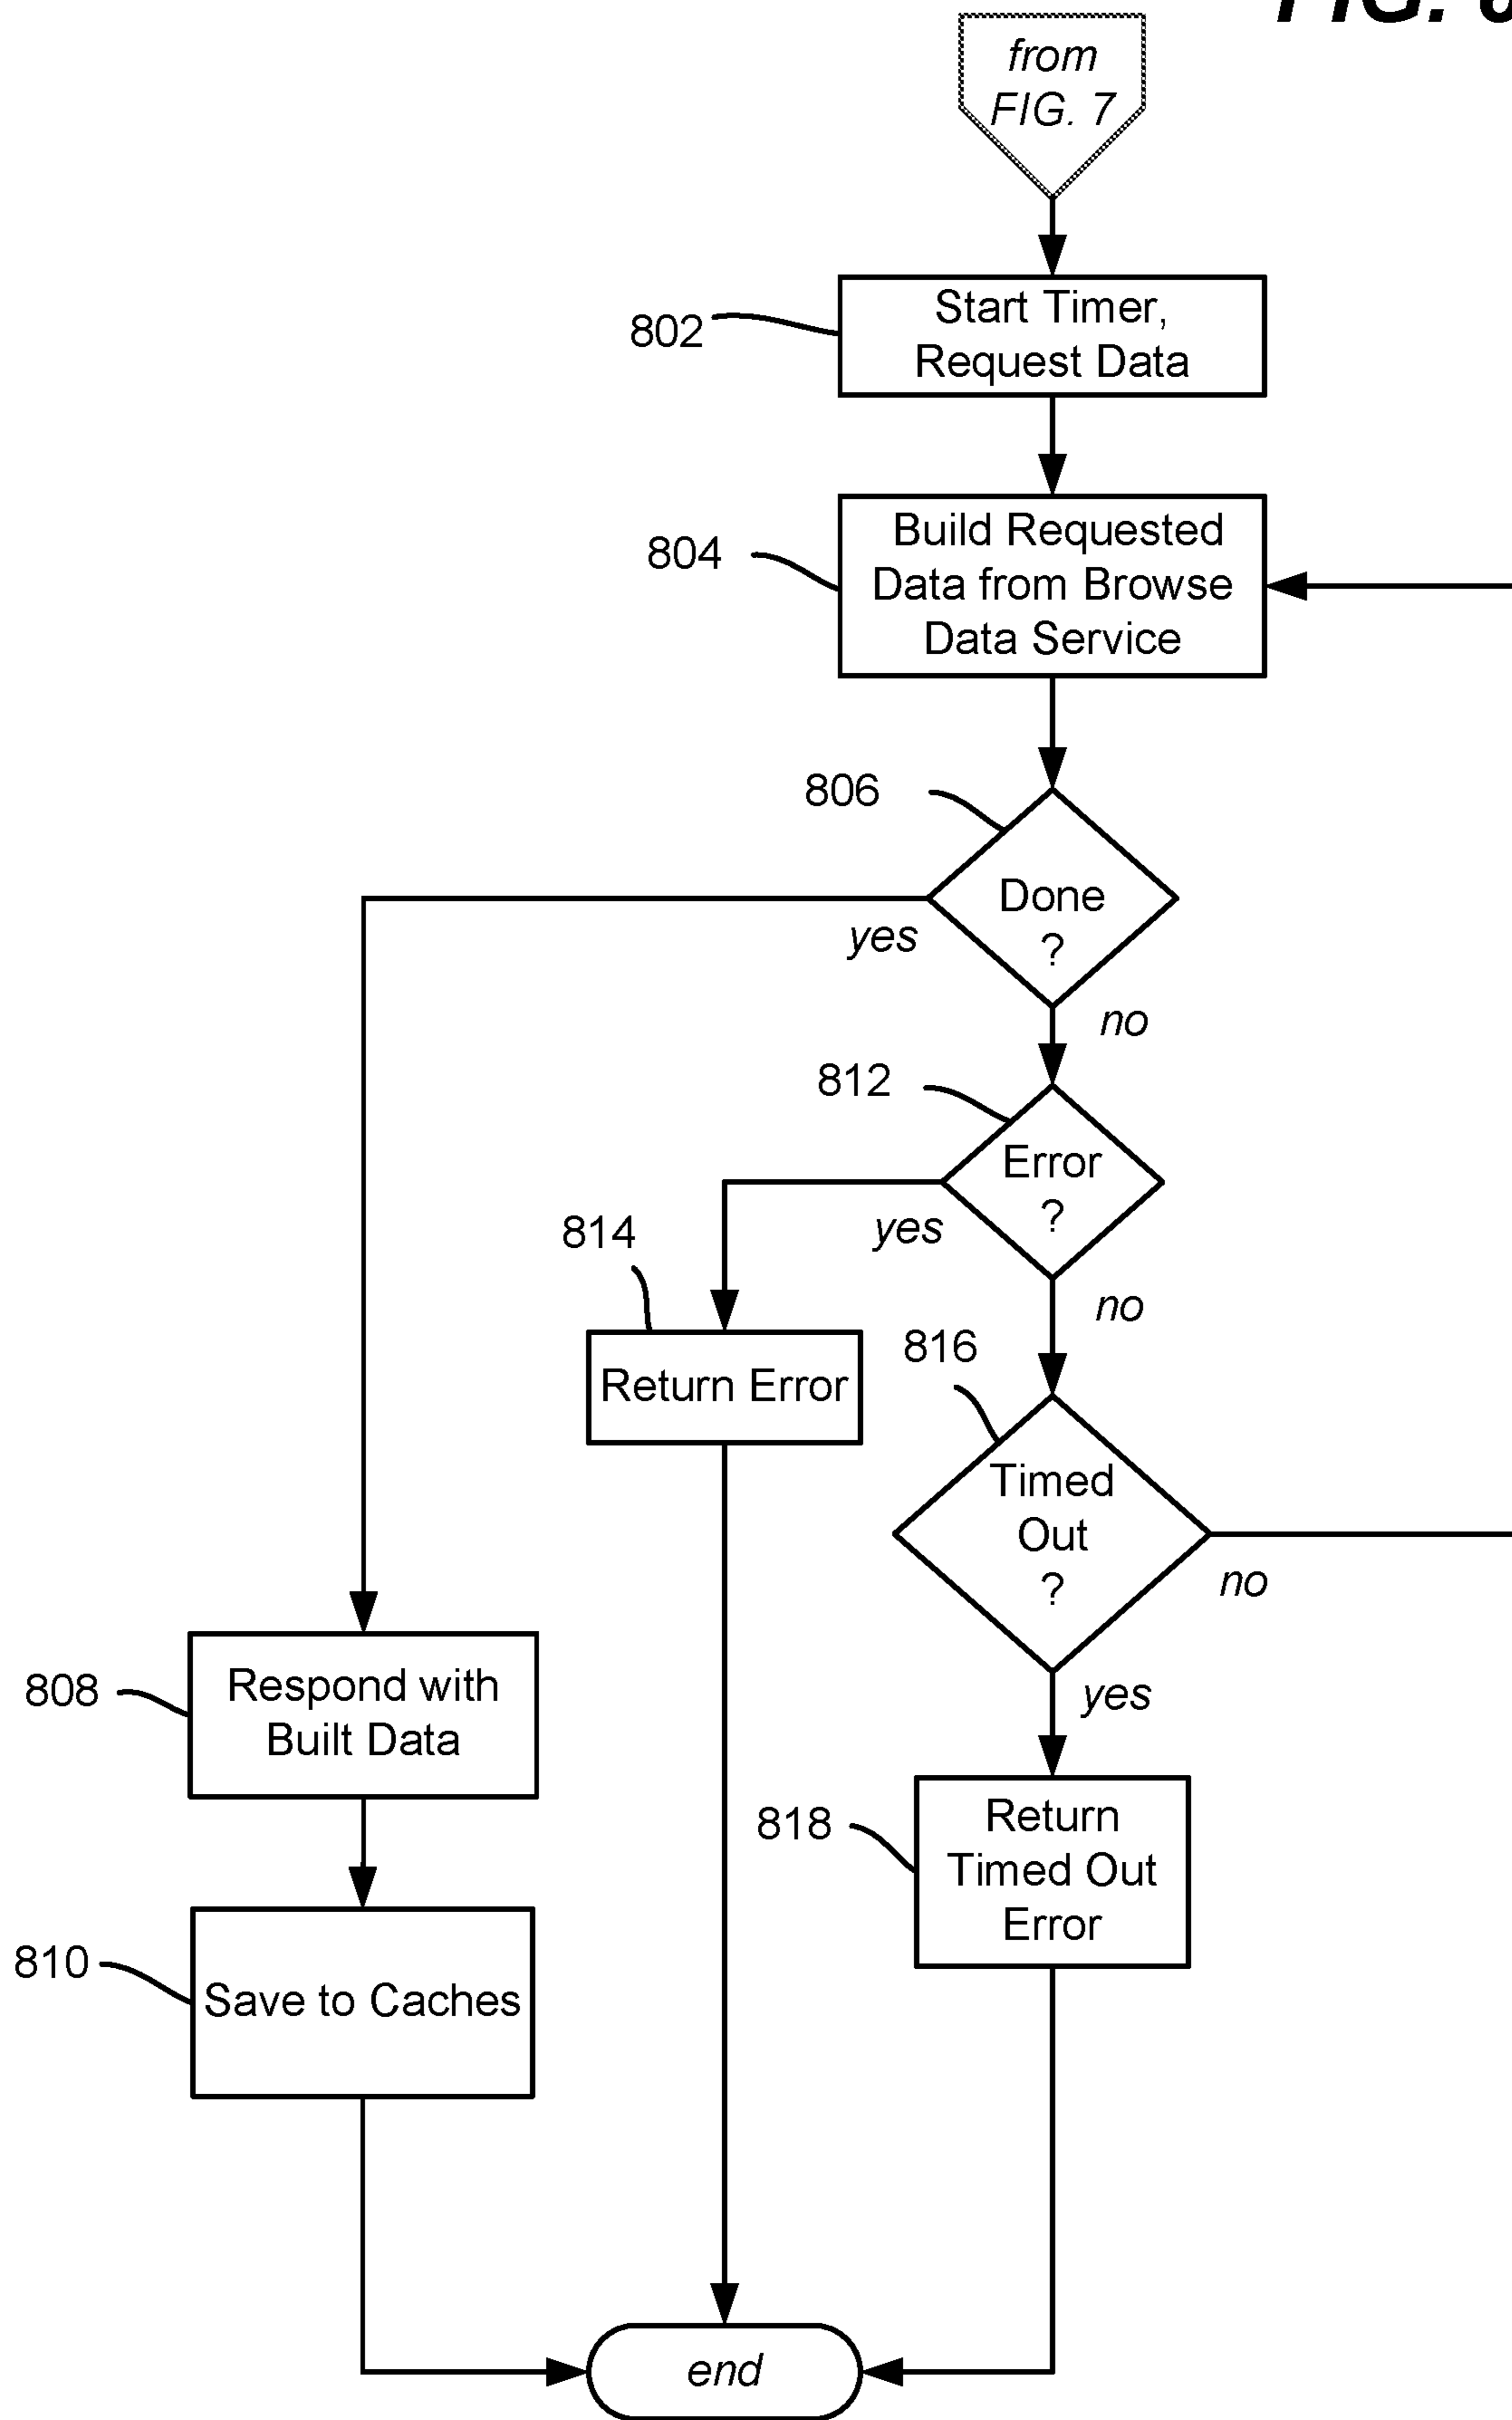 FIG.
from
FIG. 7
802
Start Timer,
Request Data
804
Build Requested
Data from Browse
Data Service
806
Done
?
yes
no
812
Error
?
yes
no
814
Return Error
816
Timed
Out
?
no
yes
808
Respond with
Built Data
818
Return
Timed Out
Error
810
Save to Caches
end